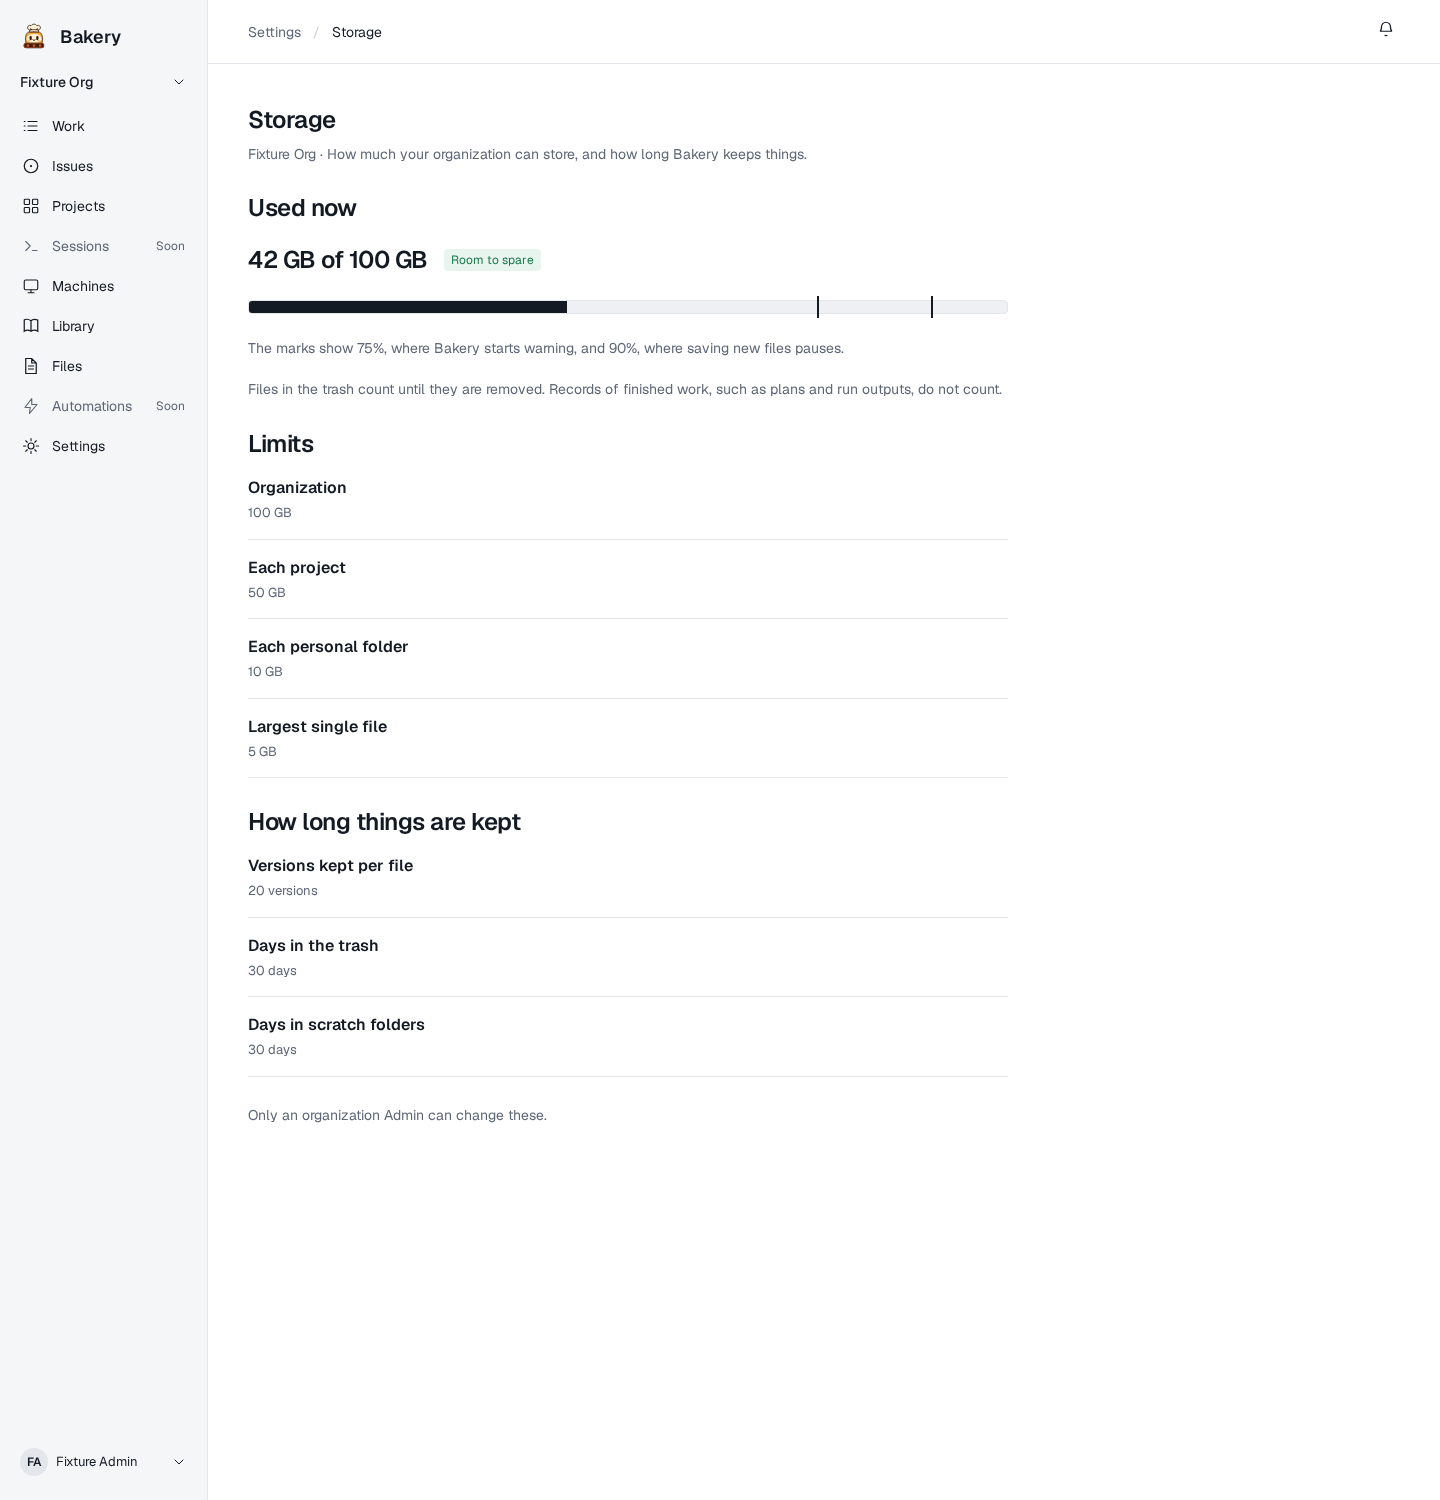 Bakery
Fixture Org
Work
Issues
Projects
Sessions Soon
Machines
Library
Files
Automations Soon
Settings
FA Fixture Admin
Settings / Storage
Storage
Fixture Org · How much your organization can store, and how long Bakery keeps things.
Used now
42 GB of 100 GB Room to spare
The marks show 75%, where Bakery starts warning, and 90%, where saving new files pauses.
Files in the trash count until they are removed. Records of finished work, such as plans and run outputs, do not count.
Limits
Organization
100 GB
Each project
50 GB
Each personal folder
10 GB
Largest single file
5 GB
How long things are kept
Versions kept per file
20 versions
Days in the trash
30 days
Days in scratch folders
30 days
Only an organization Admin can change these.